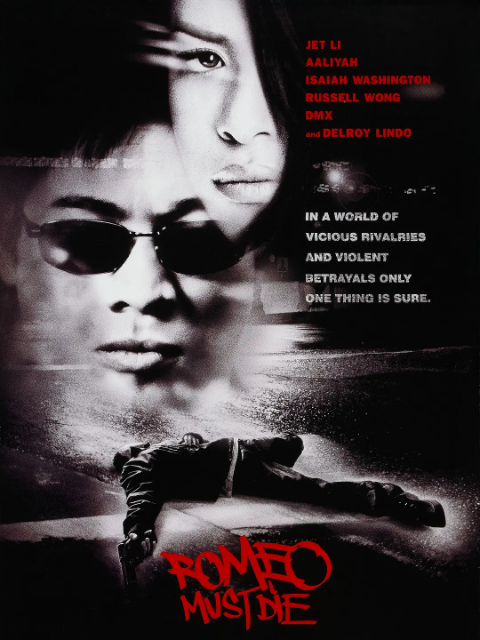 JET LI
AALIYAH
ISAIAH WASHINGTON
RUSSELL WONG
DMX
and DELROY LINDO
IN A WORLD OF
VICIOUS RIVALRIES
AND VIOLENT
BETRAYALS ONLY
ONE THING IS SURE.
ROMEO
MUST DIE